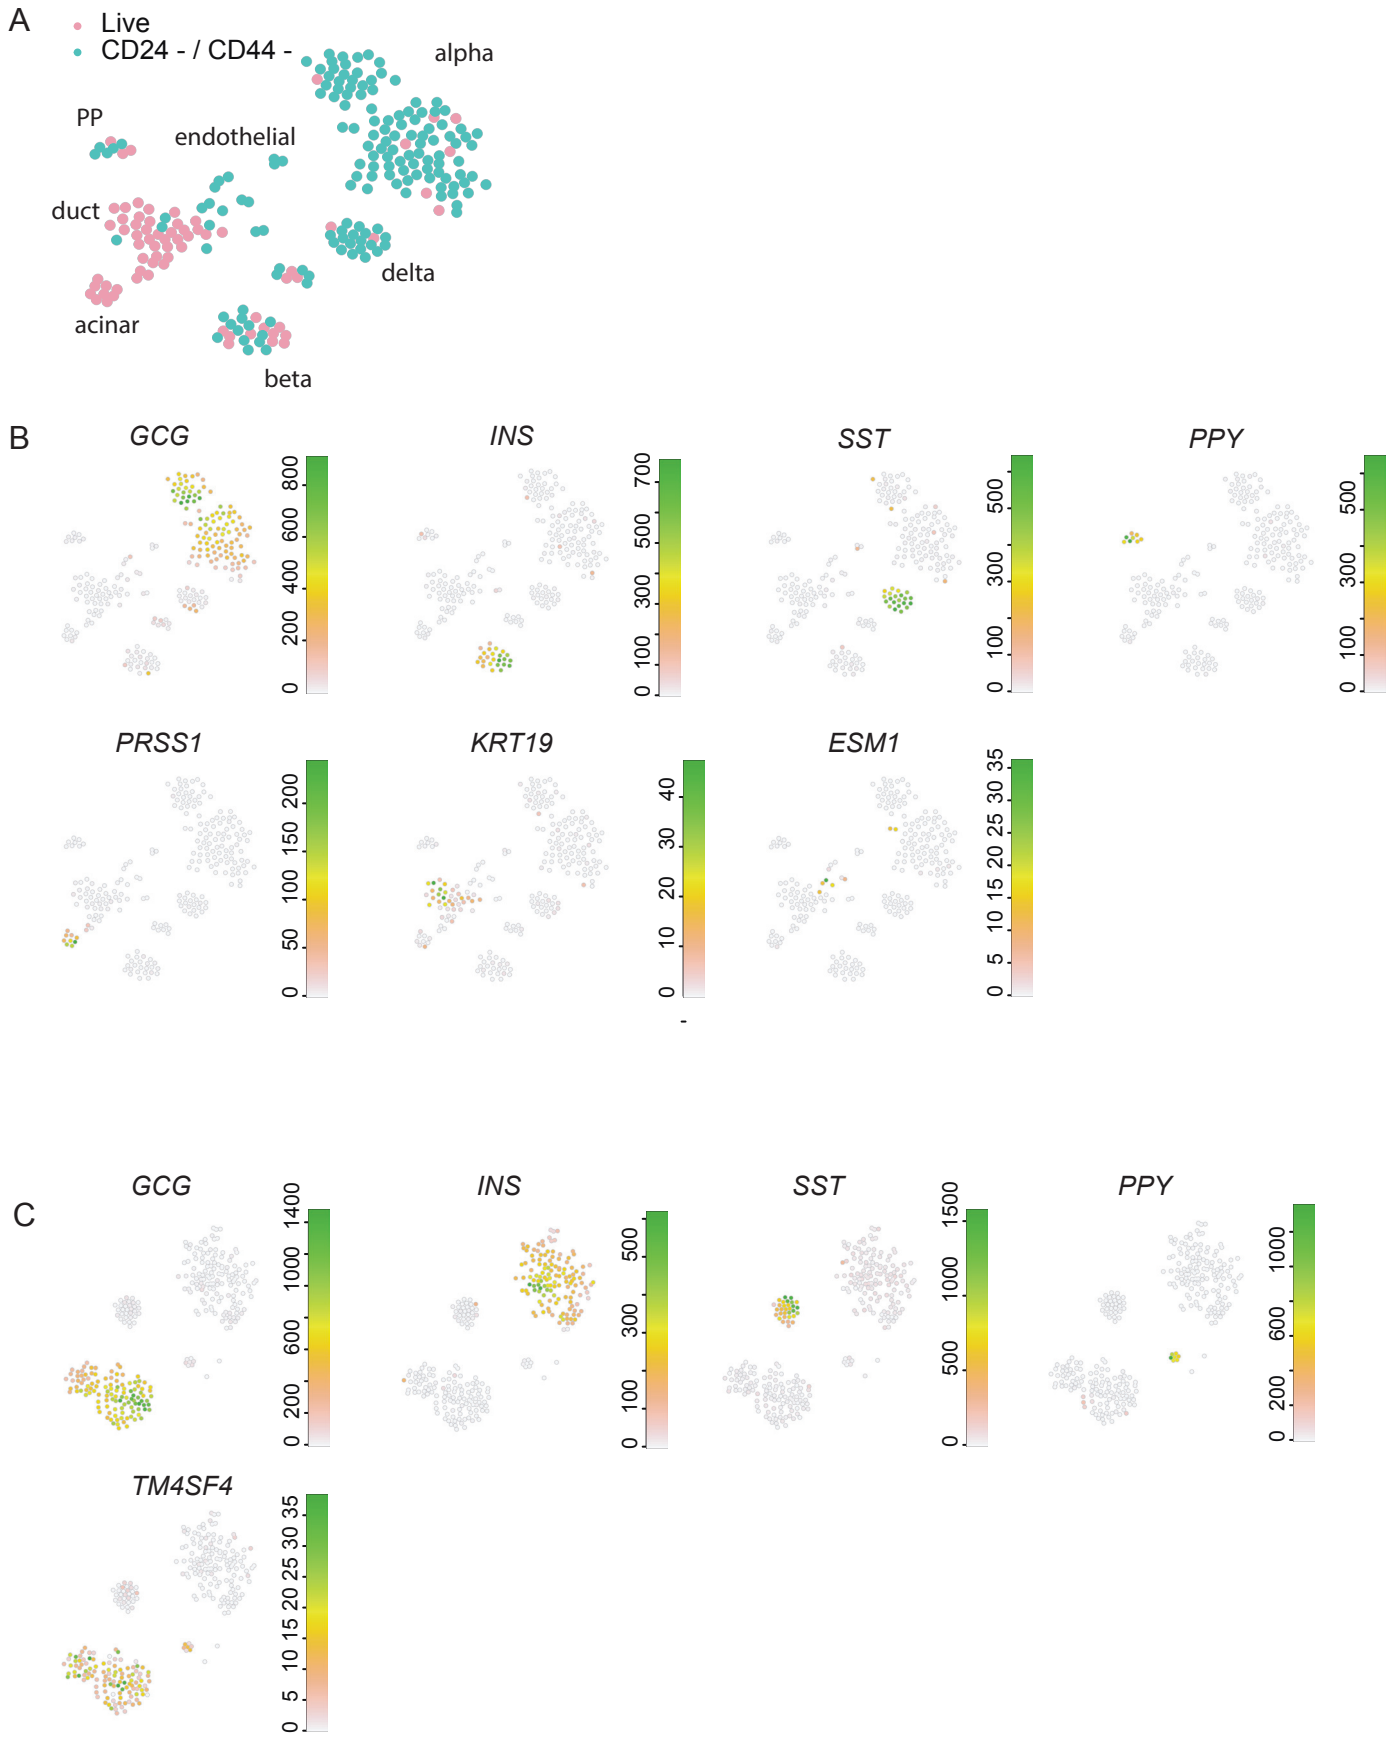 A
Live
CD24 - / CD44 -
alpha
PP
endothelial
duct
delta
acinar
beta
B
GCG
INS
SST
PPY
800
600
400
200
0
700
500
300
100
0
500
300
100
0
500
300
100
0
PRSS1
KRT19
ESM1
200
150
100
50
0
40
30
20
10
0
35
30
25
20
15
10
5
0
-
C
GCG
INS
SST
PPY
1400
1000
600
200
0
500
300
100
0
1500
1000
500
0
1000
600
200
0
TM4SF4
35
30
25
20
15
10
5
0